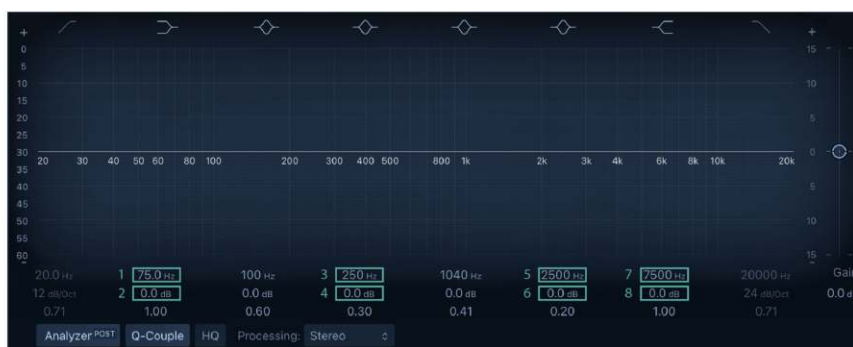 + +
0 15
5
10 10
15
20 5
25
30 20 30 40 50 60 80 100 200 300 400 500 800 1k 2k 3k 4k 6k 8k 10k 20k 0
35
40 5
45
50 10
55
60 15
- -
20.0 Hz 1 75.0 Hz 100 Hz 3 250 Hz 1040 Hz 5 2500 Hz 7 7500 Hz 20000 Hz Gai
12 dB/Oct 2 0.0 dB 0.0 dB 4 0.0 dB 0.0 dB 6 0.0 dB 8 0.0 dB 24 dB/Oct 0.0 d
0.71 1.00 0.60 0.30 0.41 0.20 1.00 0.71
Analyzer POST Q-Couple HQ Processing: Stereo